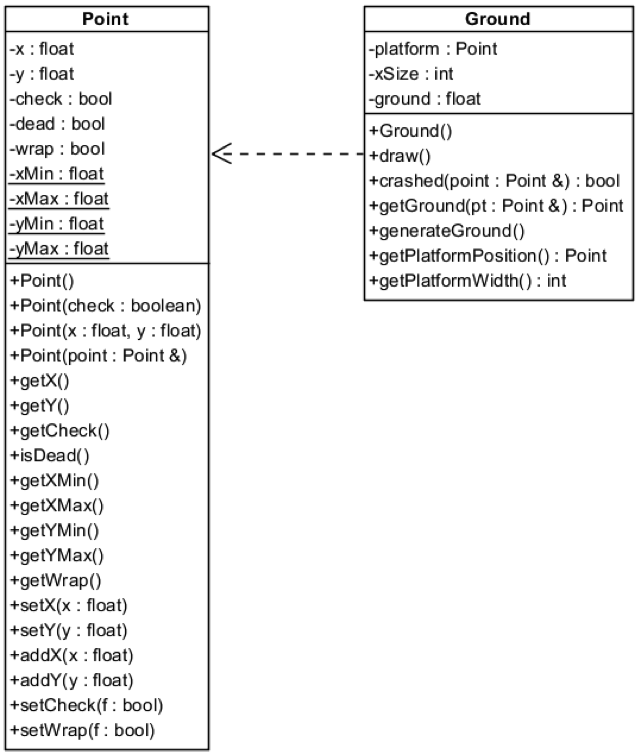 Point
-x : float
-y : float
-check : bool
-dead : bool
-wrap : bool
-xMin : float
-xMax : float
-yMin : float
-yMax : float
+Point()
+Point(check : boolean)
+Point(x : float, y : float)
+Point(point : Point &)
+getX()
+getY()
+getCheck()
+isDead()
+getXMin()
+getXMax()
+getYMin()
+getYMax()
+getWrap()
+setX(x : float)
+setY(y : float)
+addX(x : float)
+addY(y : float)
+setCheck(f : bool)
+setWrap(f : bool)
Ground
-platform : Point
-xSize : int
-ground : float
+Ground()
+draw()
+crashed(point : Point &) : bool
+getGround(pt : Point &) : Point
+generateGround()
+getPlatformPosition() : Point
+getPlatformWidth() : int